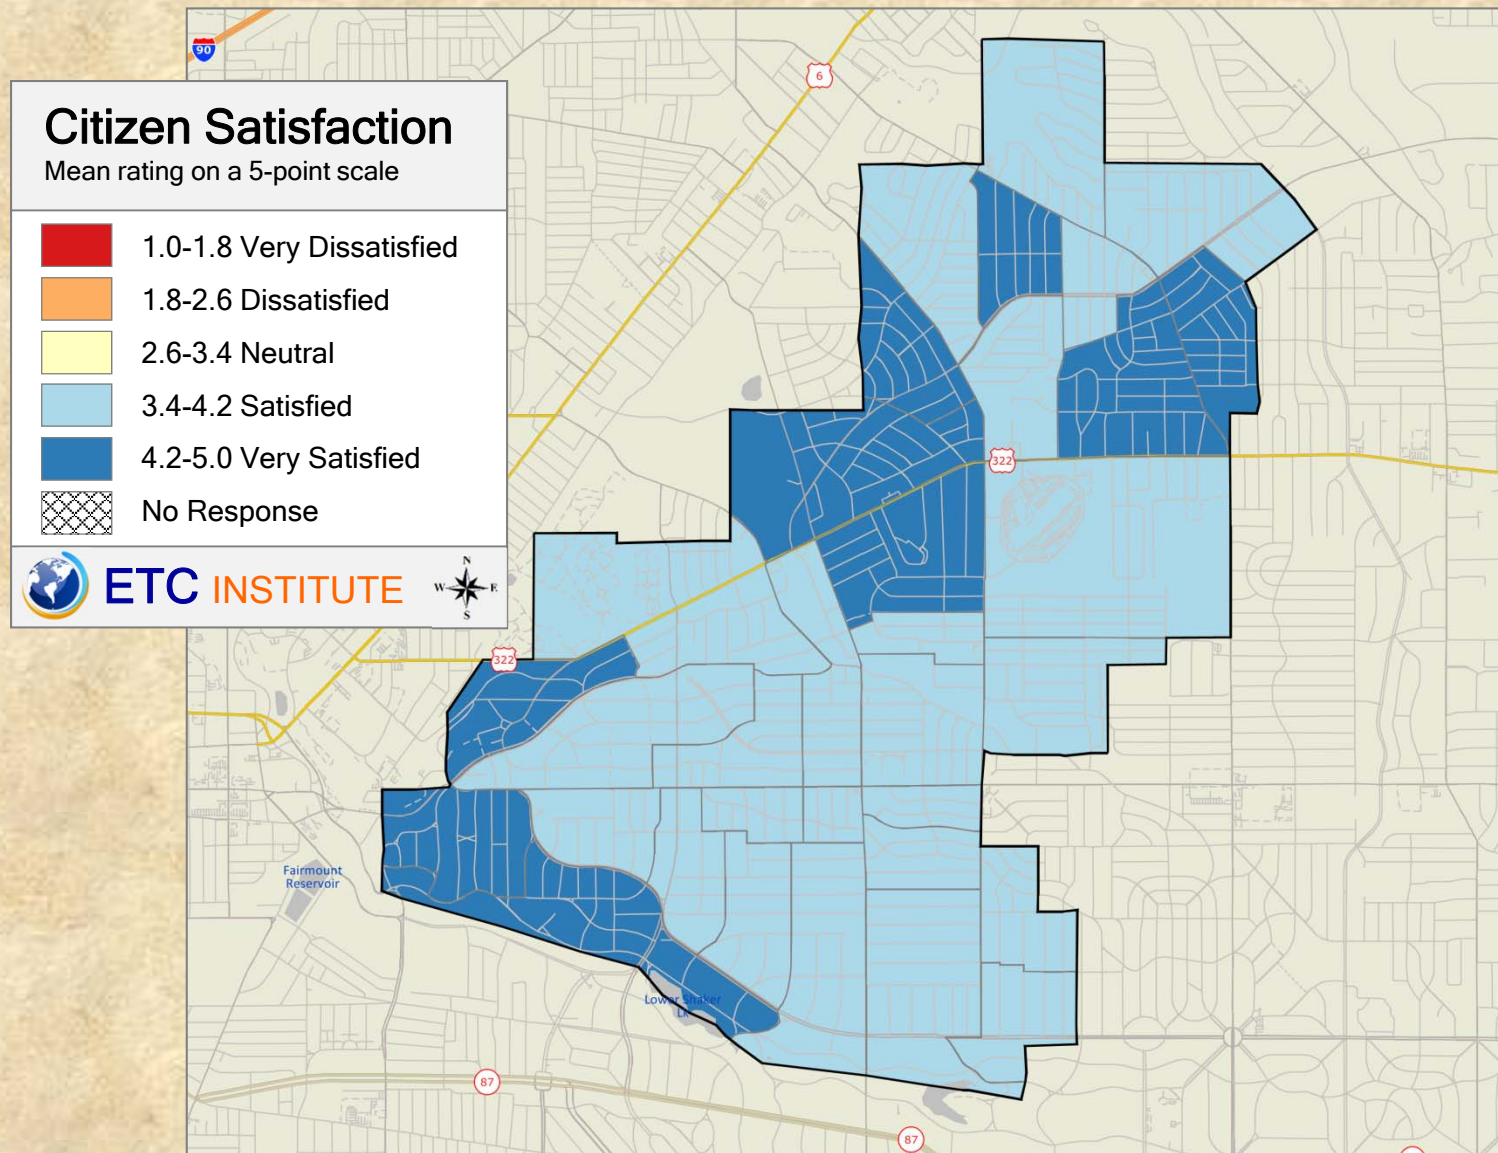 90
6
Citizen Satisfaction
Mean rating on a 5-point scale
1.0-1.8 Very Dissatisfied
1.8-2.6 Dissatisfied
2.6-3.4 Neutral
3.4-4.2 Satisfied
4.2-5.0 Very Satisfied
No Response
ETC INSTITUTE
N
W E
S
322
322
Fairmount
Reservoir
Lower Shaker
Lk
87
87